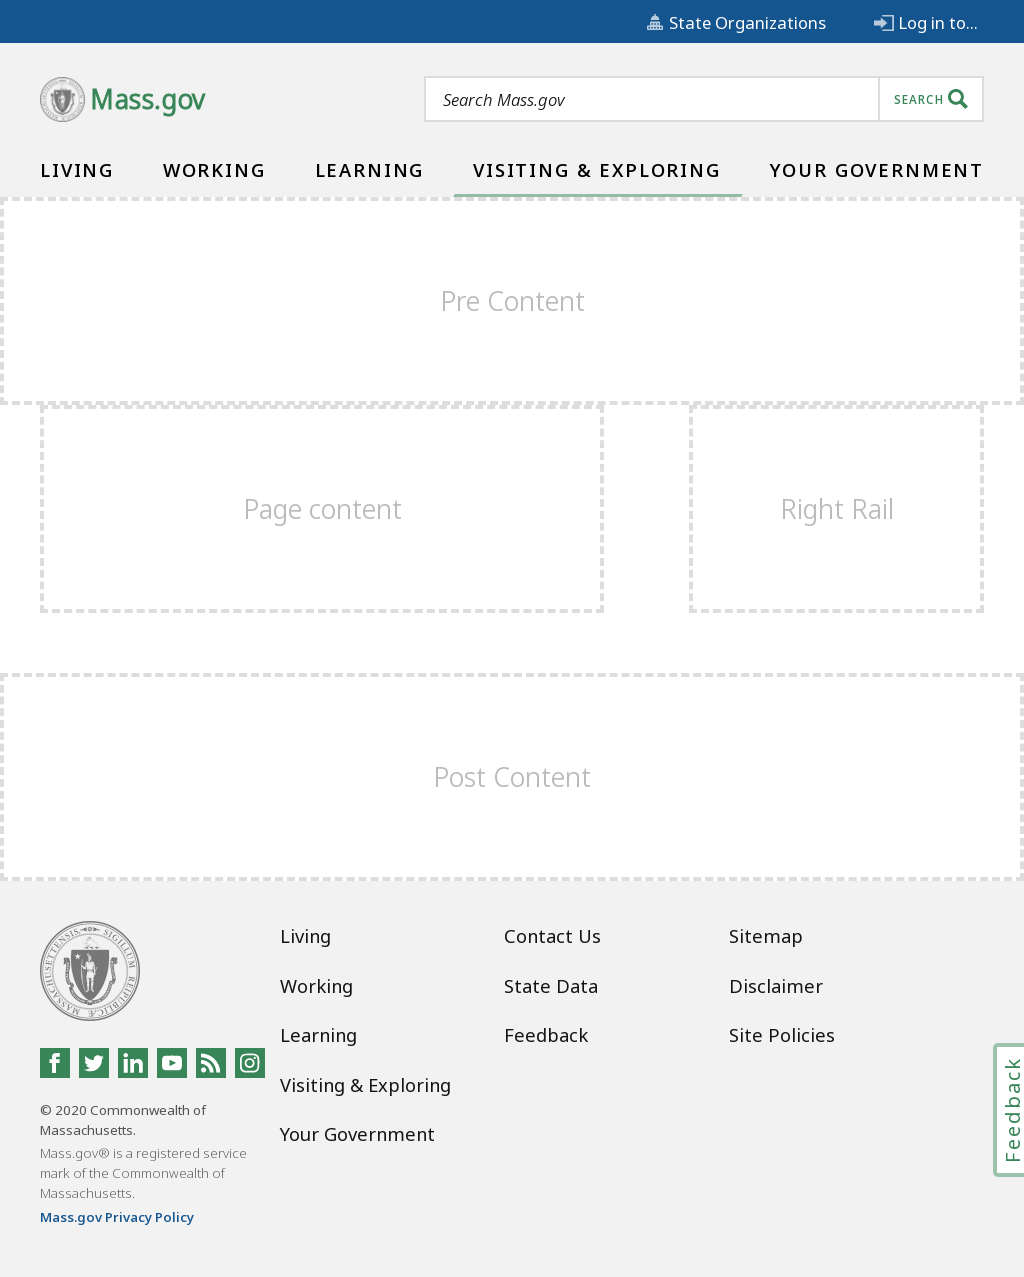 State Organizations
Log in to...
Mass.gov
Search Mass.gov
SEARCH
LIVING
WORKING
LEARNING
VISITING & EXPLORING
YOUR GOVERNMENT
Pre Content
Page content
Right Rail
Post Content
Living
Contact Us
Sitemap
Working
State Data
Disclaimer
Learning
Feedback
Site Policies
Visiting & Exploring
Your Government
© 2020 Commonwealth of
Massachusetts.
Mass.gov® is a registered service
mark of the Commonwealth of
Massachusetts.
Mass.gov Privacy Policy
Feedback